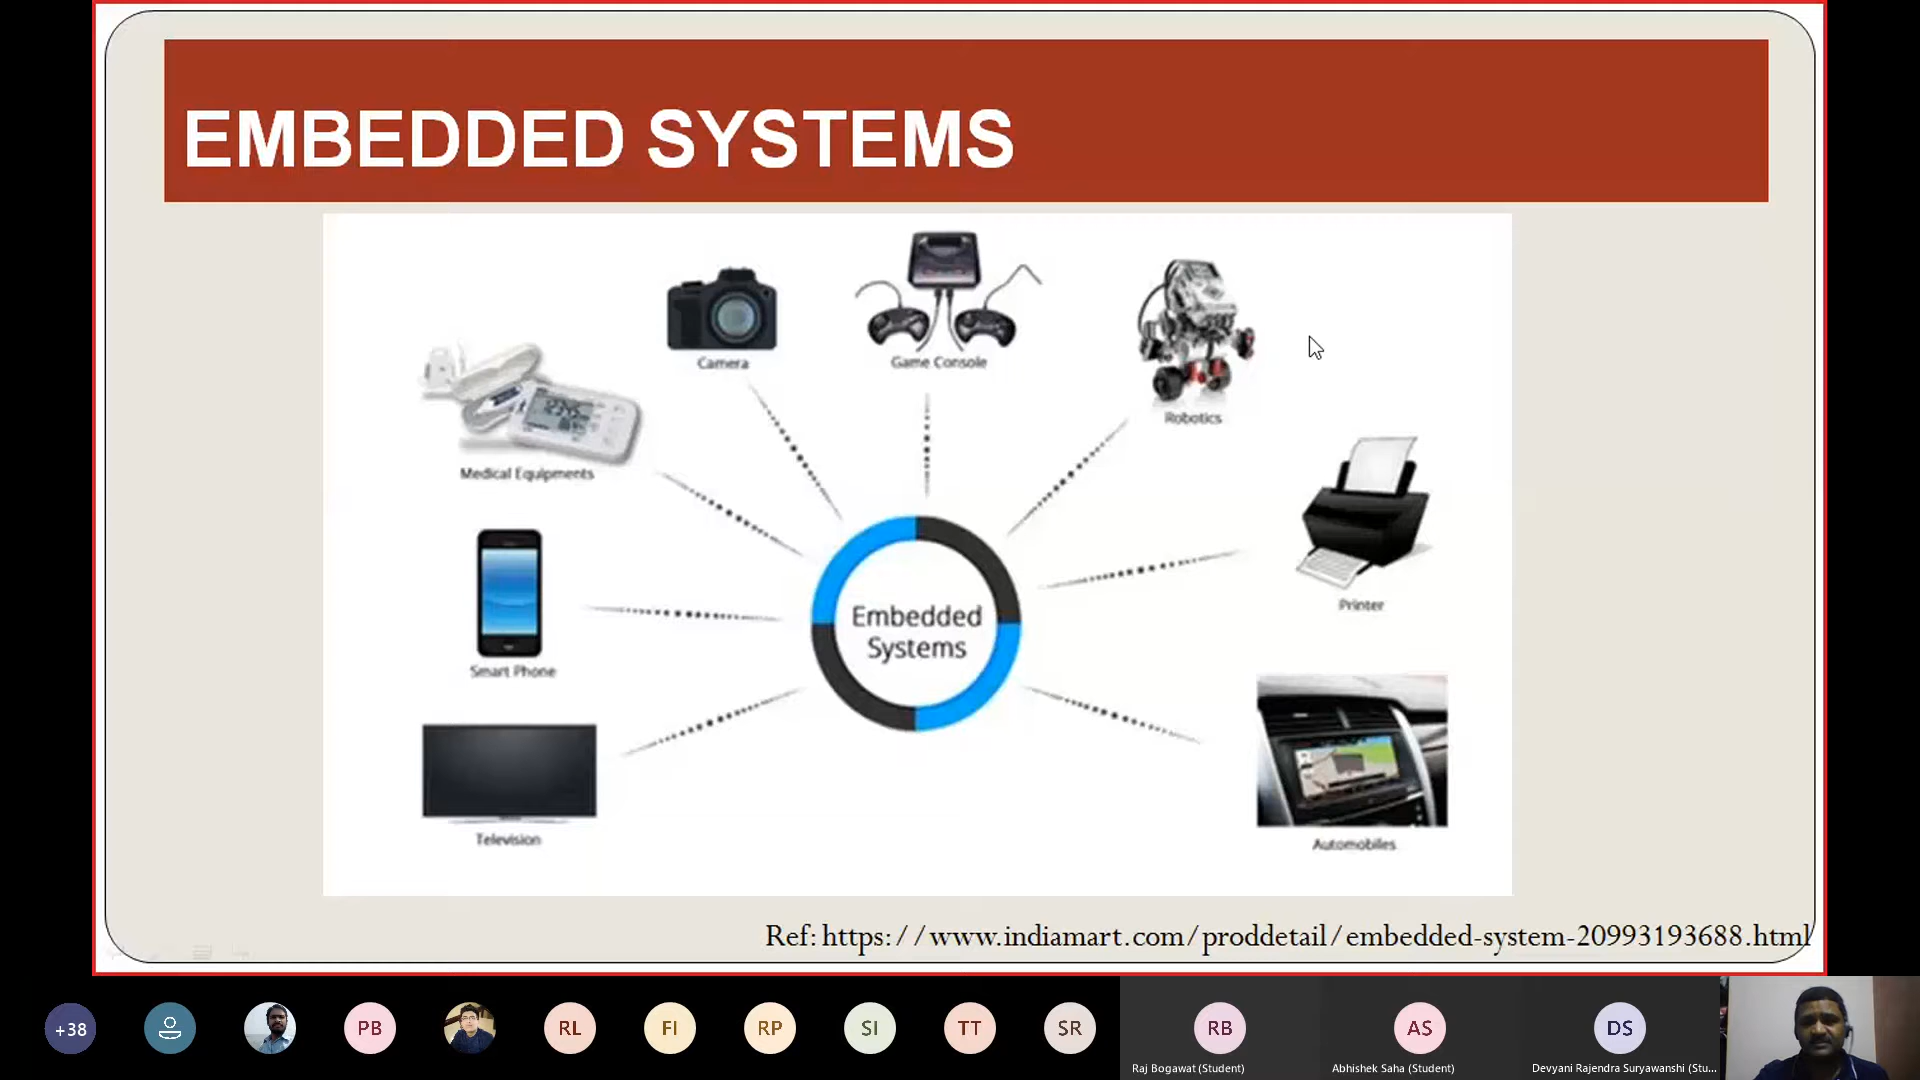 EMBEDDED SYSTEMS
Camera
Game Console
Robotics
Medical Equipments
Printer
Embedded
Systems
Smart Phone
Television
Automobiles
Ref: https://www.indiamart.com/proddetail/embedded-system-20993193688.html
+38
PB
RL
FI
RP
SI
TT
SR
RB
AS
DS
Raj Bogawat (Student)
Abhishek Saha (Student)
Devyani Rajendra Suryawanshi (Stu...